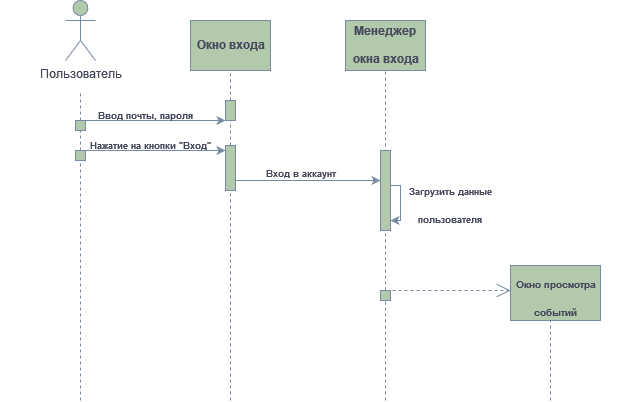 Окно входа
Менеджер
окна входа
Пользователь
Ввод почты, пароля
Нажатие на кнопки "Вход"
Вход в аккаунт
Загрузить данные
пользователя
Окно просмотра
событий